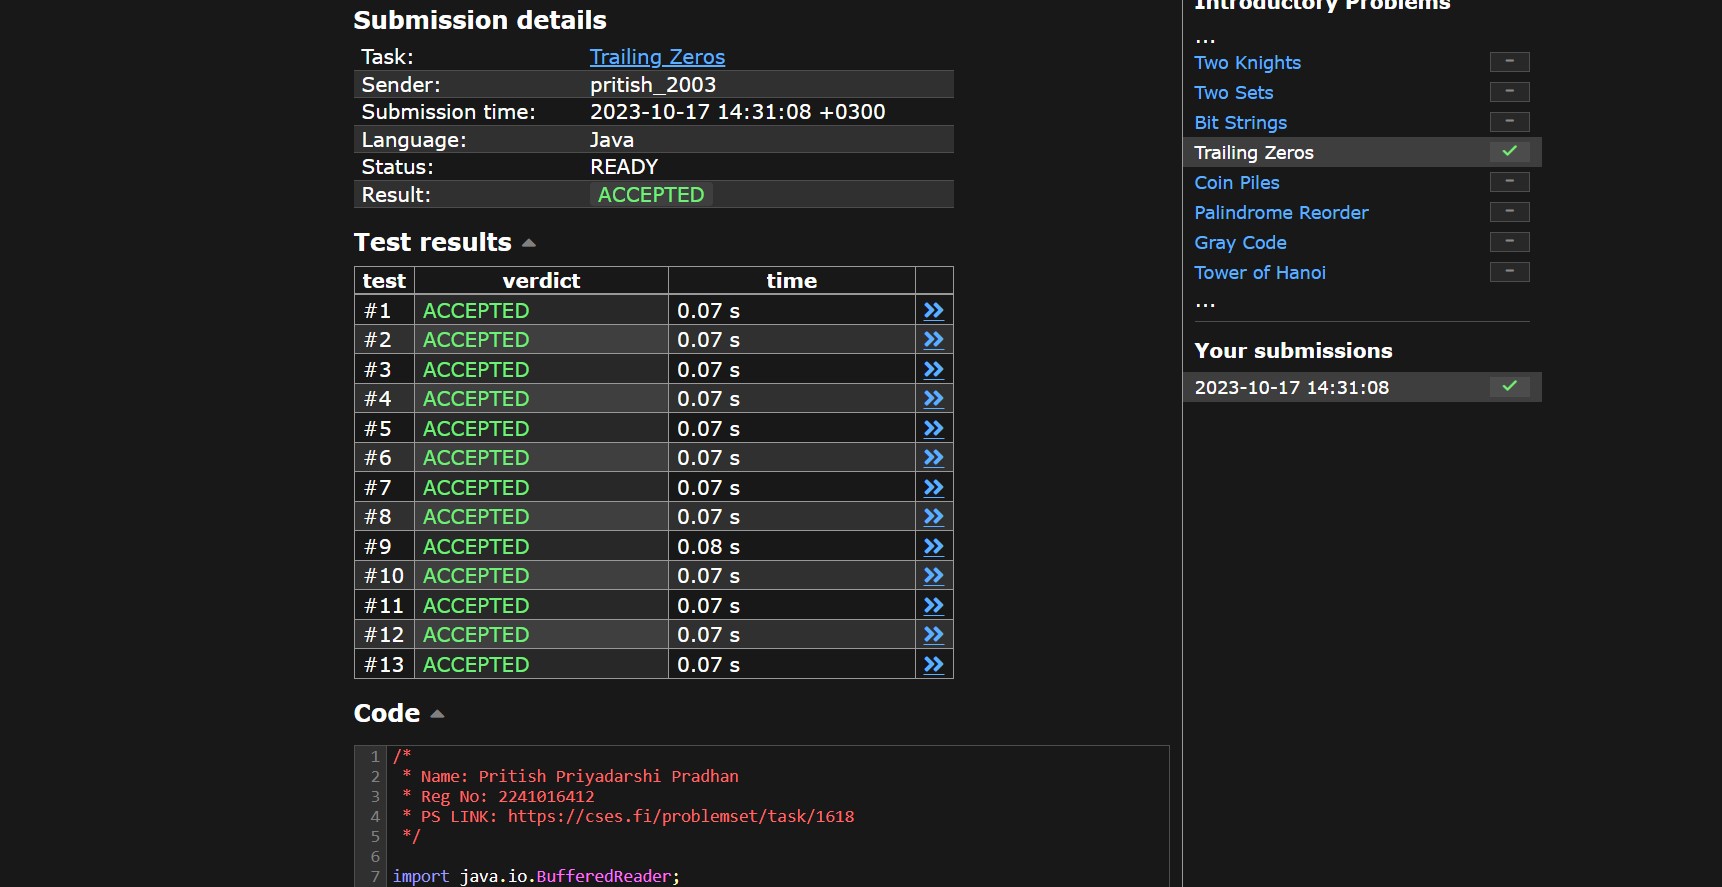 Submission details
Task: Trailing Zeros
Sender: pritish_2003
Submission time: 2023-10-17 14:31:08 +0300
Language: Java
Status: READY
Result: ACCEPTED
Test results
test verdict time
#1 ACCEPTED 0.07 s
#2 ACCEPTED 0.07 s
#3 ACCEPTED 0.07 s
#4 ACCEPTED 0.07 s
#5 ACCEPTED 0.07 s
#6 ACCEPTED 0.07 s
#7 ACCEPTED 0.07 s
#8 ACCEPTED 0.07 s
#9 ACCEPTED 0.08 s
#10 ACCEPTED 0.07 s
#11 ACCEPTED 0.07 s
#12 ACCEPTED 0.07 s
#13 ACCEPTED 0.07 s
Code
1 /*
2 * Name: Pritish Priyadarshi Pradhan
3 * Reg No: 2241016412
4 * PS LINK: https://cses.fi/problemset/task/1618
5 */
6
7 import java.io.BufferedReader;
Introductory Problems
...
Two Knights –
Two Sets –
Bit Strings –
Trailing Zeros
Coin Piles –
Palindrome Reorder –
Gray Code –
Tower of Hanoi –
...
Your submissions
2023-10-17 14:31:08